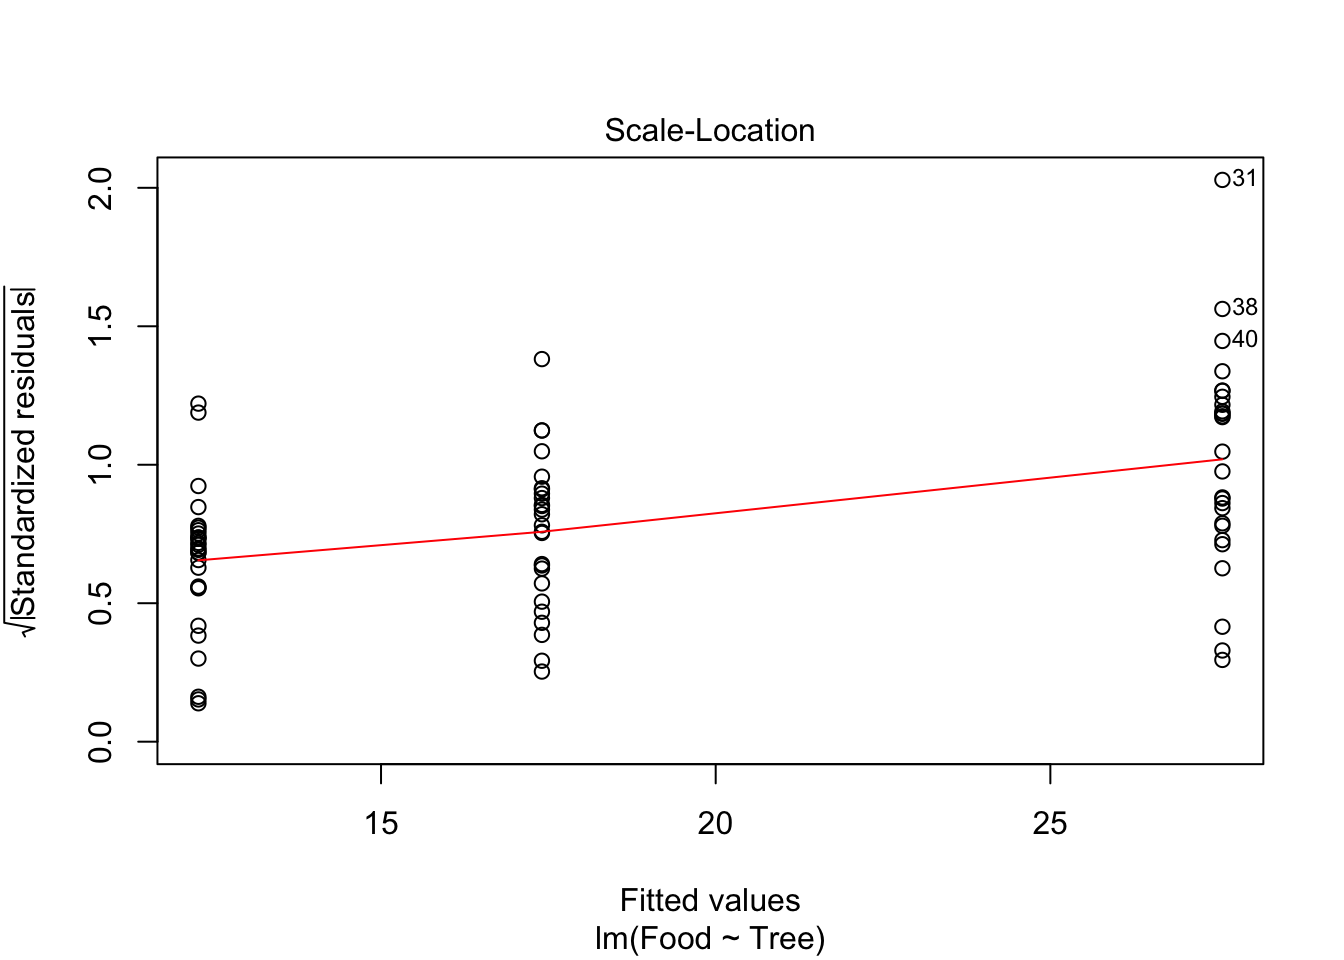 Scale-Location
√|Standardized residuals|
2.0
1.5
1.0
0.5
0.0
31
38
40
15 20 25
Fitted values
lm(Food ~ Tree)